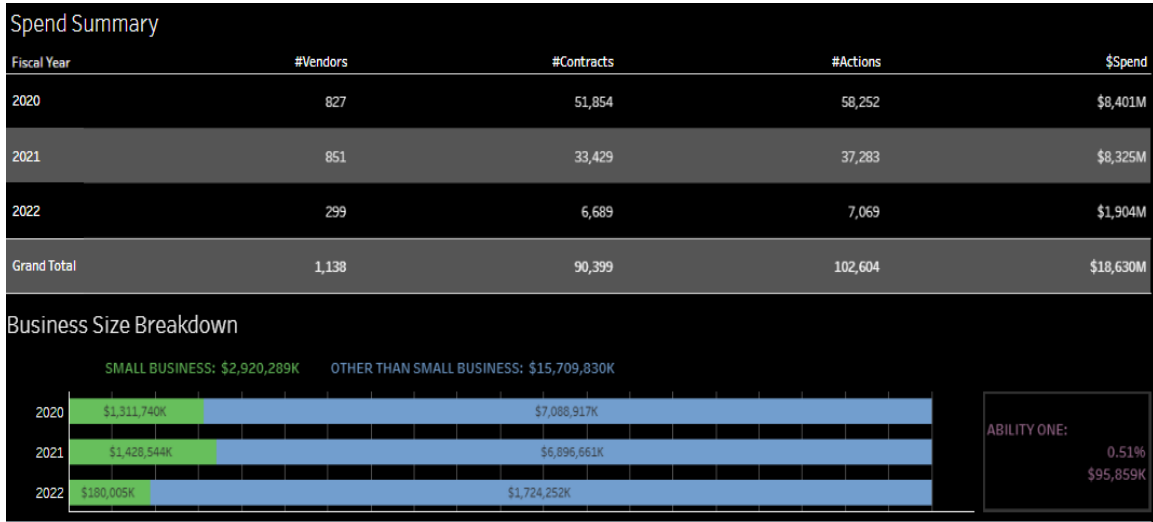 Spend Summary
Fiscal Year #Vendors #Contracts #Actions $Spend
2020 827 51,854 58,252 $8,401M
2021 851 33,429 37,283 $8,325M
2022 299 6,689 7,069 $1,904M
Grand Total 1,138 90,399 102,604 $18,630M
Business Size Breakdown
SMALL BUSINESS: $2,920,289K OTHER THAN SMALL BUSINESS: $15,709,830K
2020 $1,311,740K $7,088,917K
2021 $1,428,544K $6,896,661K
2022 $180,005K $1,724,252K
ABILITY ONE:
0.51%
$95,859K